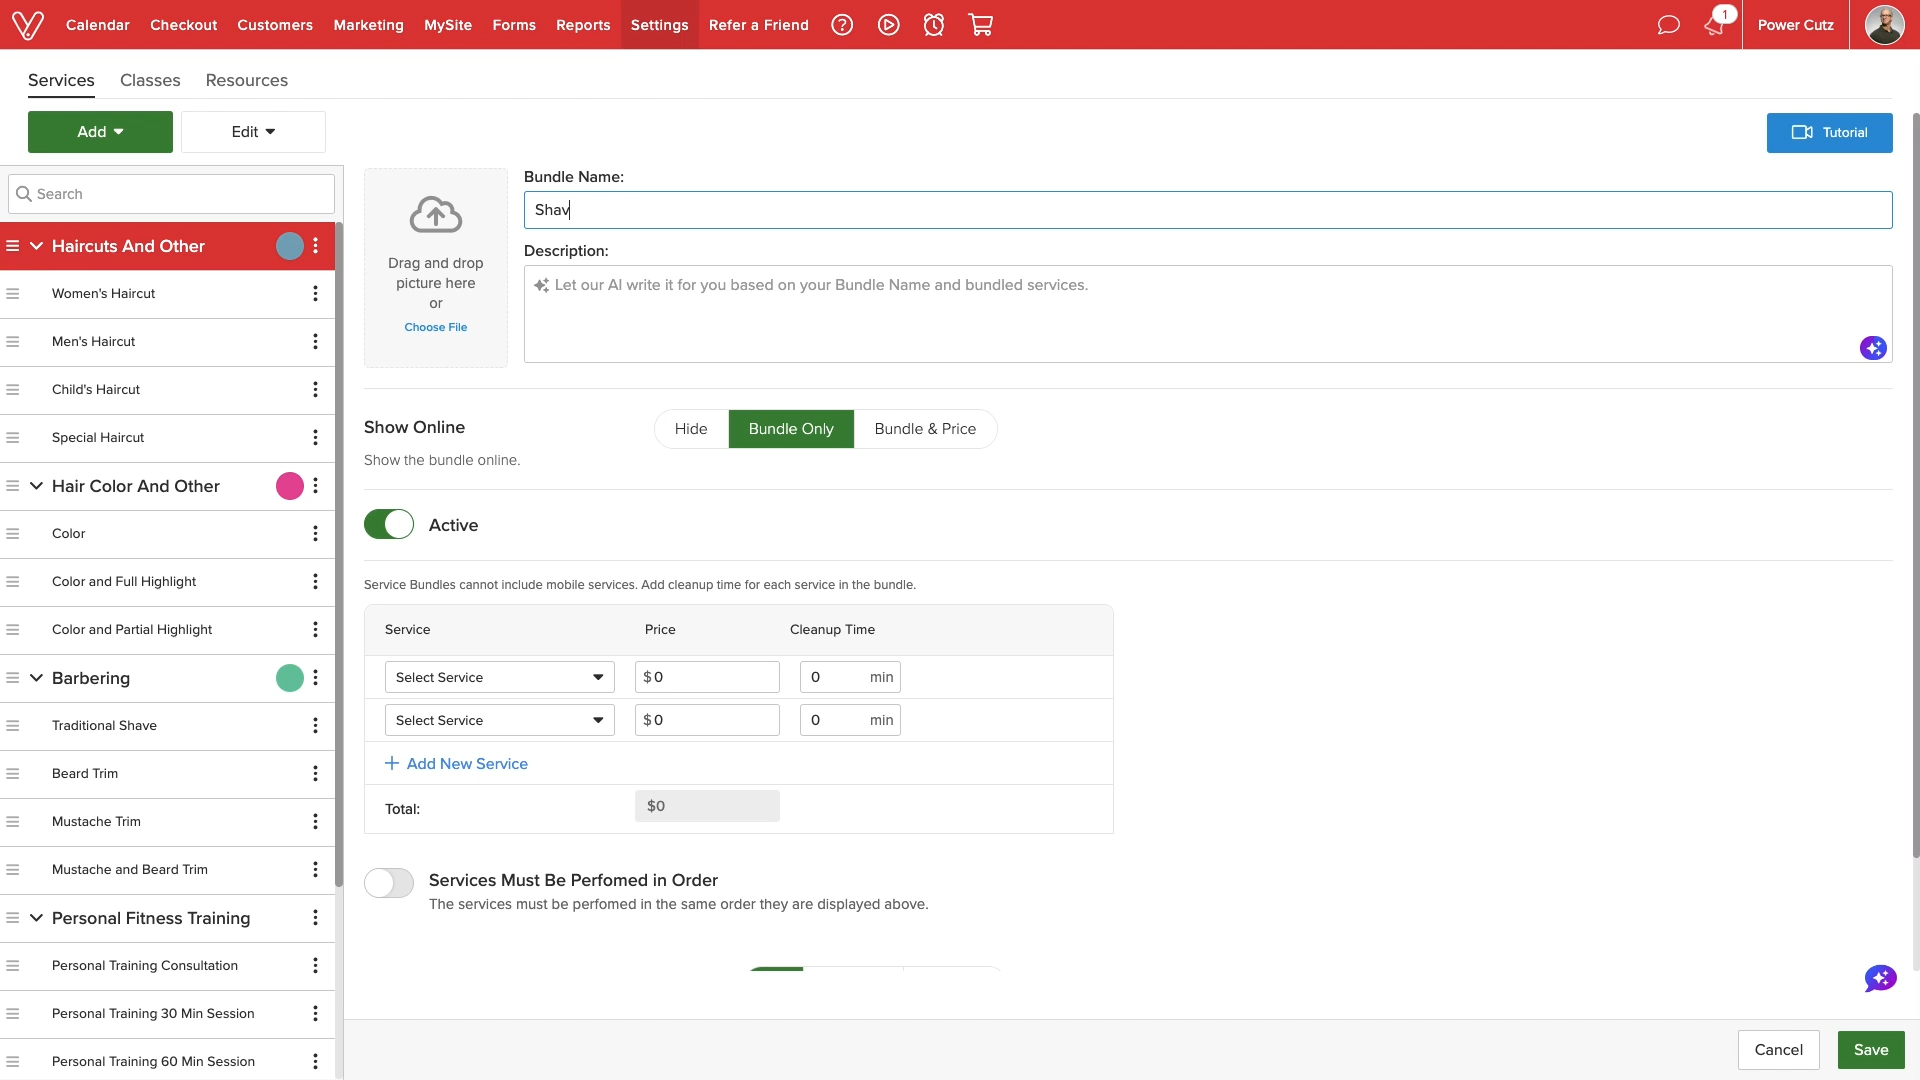 Calendar Checkout Customers Marketing MySite Forms Reports Settings Refer a Friend 1 Power Cutz
Services Classes Resources
Add Edit Tutorial
Search
Haircuts And Other
Women's Haircut
Men's Haircut
Child's Haircut
Special Haircut
Hair Color And Other
Color
Color and Full Highlight
Color and Partial Highlight
Barbering
Traditional Shave
Beard Trim
Mustache Trim
Mustache and Beard Trim
Personal Fitness Training
Personal Training Consultation
Personal Training 30 Min Session
Personal Training 60 Min Session
Drag and drop
picture here
or
Choose File
Bundle Name:
Shav
Description:
Let our AI write it for you based on your Bundle Name and bundled services.
Show Online
Show the bundle online.
Hide Bundle Only Bundle & Price
Active
Service Bundles cannot include mobile services. Add cleanup time for each service in the bundle.
Service Price Cleanup Time
Select Service $ 0 0 min
Select Service $ 0 0 min
Add New Service
Total: $0
Services Must Be Perfomed in Order
The services must be perfomed in the same order they are displayed above.
Cancel Save